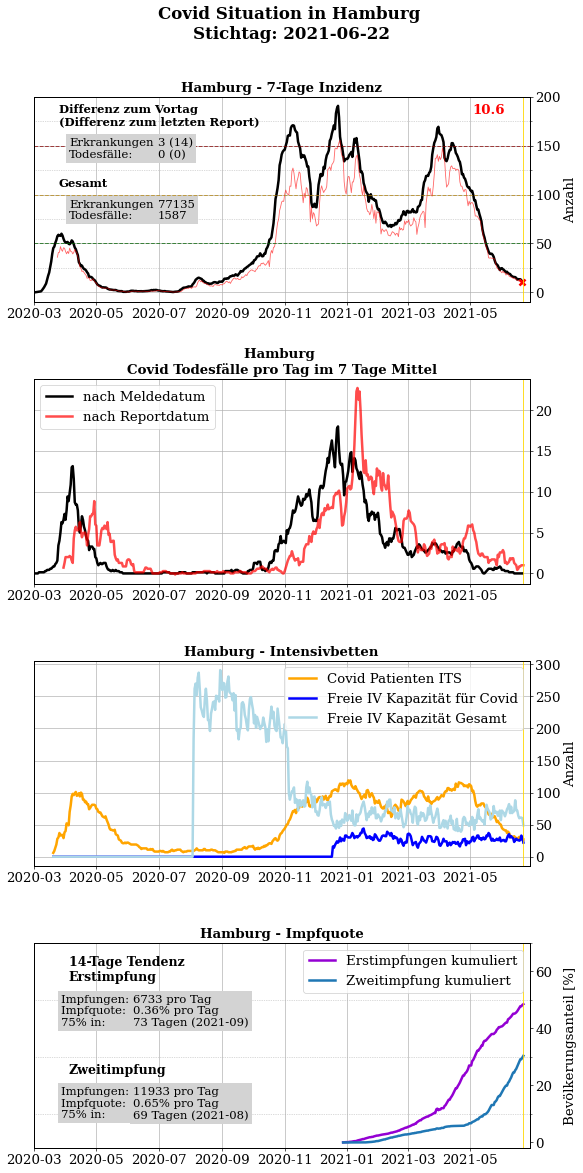 Covid Situation in Hamburg
Stichtag: 2021-06-22
Hamburg - 7-Tage Inzidenz
Differenz zum Vortag
(Differenz zum letzten Report)
Erkrankungen 3 (14)
Todesfälle: 0 (0)
Gesamt
Erkrankungen 77135
Todesfälle: 1587
10.6
200
150
100
50
0
Anzahl
2020-03 2020-05 2020-07 2020-09 2020-11 2021-01 2021-03 2021-05
Hamburg
Covid Todesfälle pro Tag im 7 Tage Mittel
nach Meldedatum
nach Reportdatum
20
15
10
5
0
2020-03 2020-05 2020-07 2020-09 2020-11 2021-01 2021-03 2021-05
Hamburg - Intensivbetten
Covid Patienten ITS
Freie IV Kapazität für Covid
Freie IV Kapazität Gesamt
300
250
200
150
100
50
0
Anzahl
2020-03 2020-05 2020-07 2020-09 2020-11 2021-01 2021-03 2021-05
Hamburg - Impfquote
14-Tage Tendenz
Erstimpfung
Impfungen: 6733 pro Tag
Impfquote: 0.36% pro Tag
75% in: 73 Tagen (2021-09)
Zweitimpfung
Impfungen: 11933 pro Tag
Impfquote: 0.65% pro Tag
75% in: 69 Tagen (2021-08)
Erstimpfungen kumuliert
Zweitimpfung kumuliert
60
40
20
0
Bevölkerungsanteil [%]
2020-03 2020-05 2020-07 2020-09 2020-11 2021-01 2021-03 2021-05